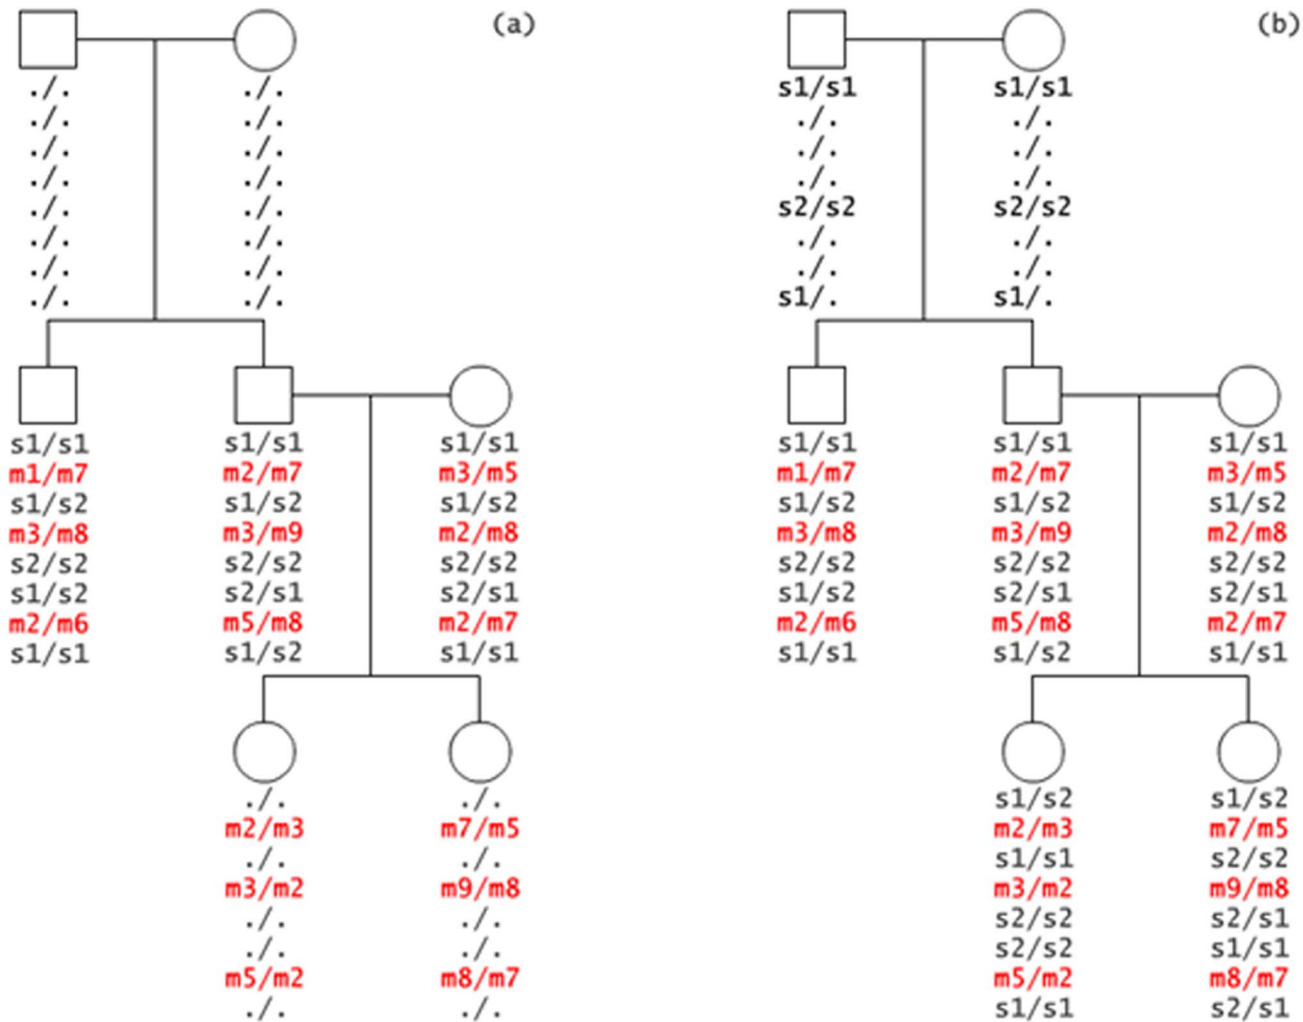 (a)
./. ./.
./. ./.
./. ./.
./. ./.
./. ./.
./. ./.
./. ./.
./. ./.
s1/s1 s1/s1 s1/s1
m1/m7 m2/m7 m3/m5
s1/s2 s1/s2 s1/s2
m3/m8 m3/m9 m2/m8
s2/s2 s2/s2 s2/s2
s1/s2 s2/s1 s2/s1
m2/m6 m5/m8 m2/m7
s1/s1 s1/s2 s1/s1
./. ./.
m2/m3 m7/m5
./. ./.
m3/m2 m9/m8
./. ./.
./. ./.
m5/m2 m8/m7
./. ./.
(b)
s1/s1 s1/s1
./. ./.
./. ./.
./. ./.
s2/s2 s2/s2
./. ./.
./. ./.
s1/. s1/.
s1/s1 s1/s1 s1/s1
m1/m7 m2/m7 m3/m5
s1/s2 s1/s2 s1/s2
m3/m8 m3/m9 m2/m8
s2/s2 s2/s2 s2/s2
s1/s2 s2/s1 s2/s1
m2/m6 m5/m8 m2/m7
s1/s1 s1/s2 s1/s1
s1/s2 s1/s2
m2/m3 m7/m5
s1/s1 s2/s2
m3/m2 m9/m8
s2/s2 s2/s1
s2/s2 s1/s1
m5/m2 m8/m7
s1/s1 s2/s1